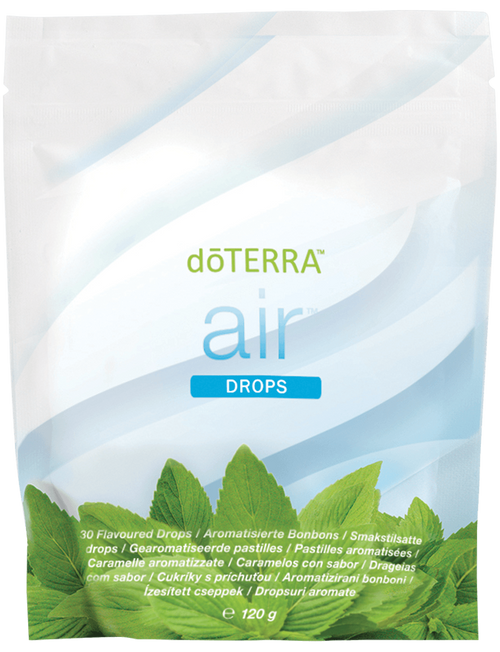 dōTERRA™
air™
DROPS
30 Flavoured Drops / Aromatisierte Bonbons / Smakstilsatte
drops / Gearomatiseerde pastilles / Pastilles aromatisées /
Caramelle aromatizzate / Caramelos con sabor / Drageias
com sabor / Cukríky s príchuťou / Aromatizirani bonboni /
Ízesített cseppek / Dropsuri aromate
℮ 120 g